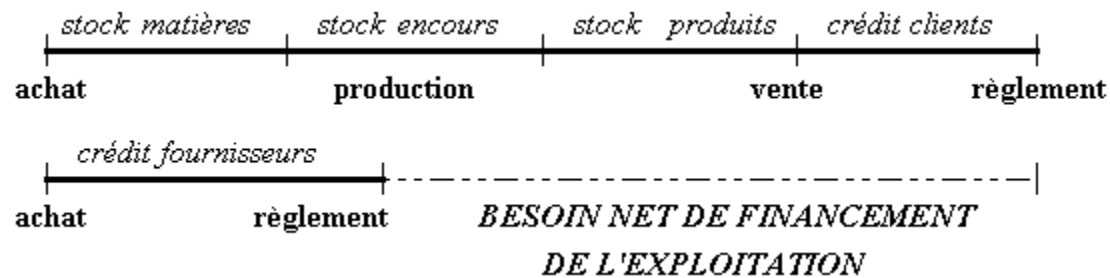 stock matières stock encours stock produits crédit clients
achat production vente règlement
crédit fournisseurs
achat règlement BESOIN NET DE FINANCEMENT
DE L'EXPLOITATION